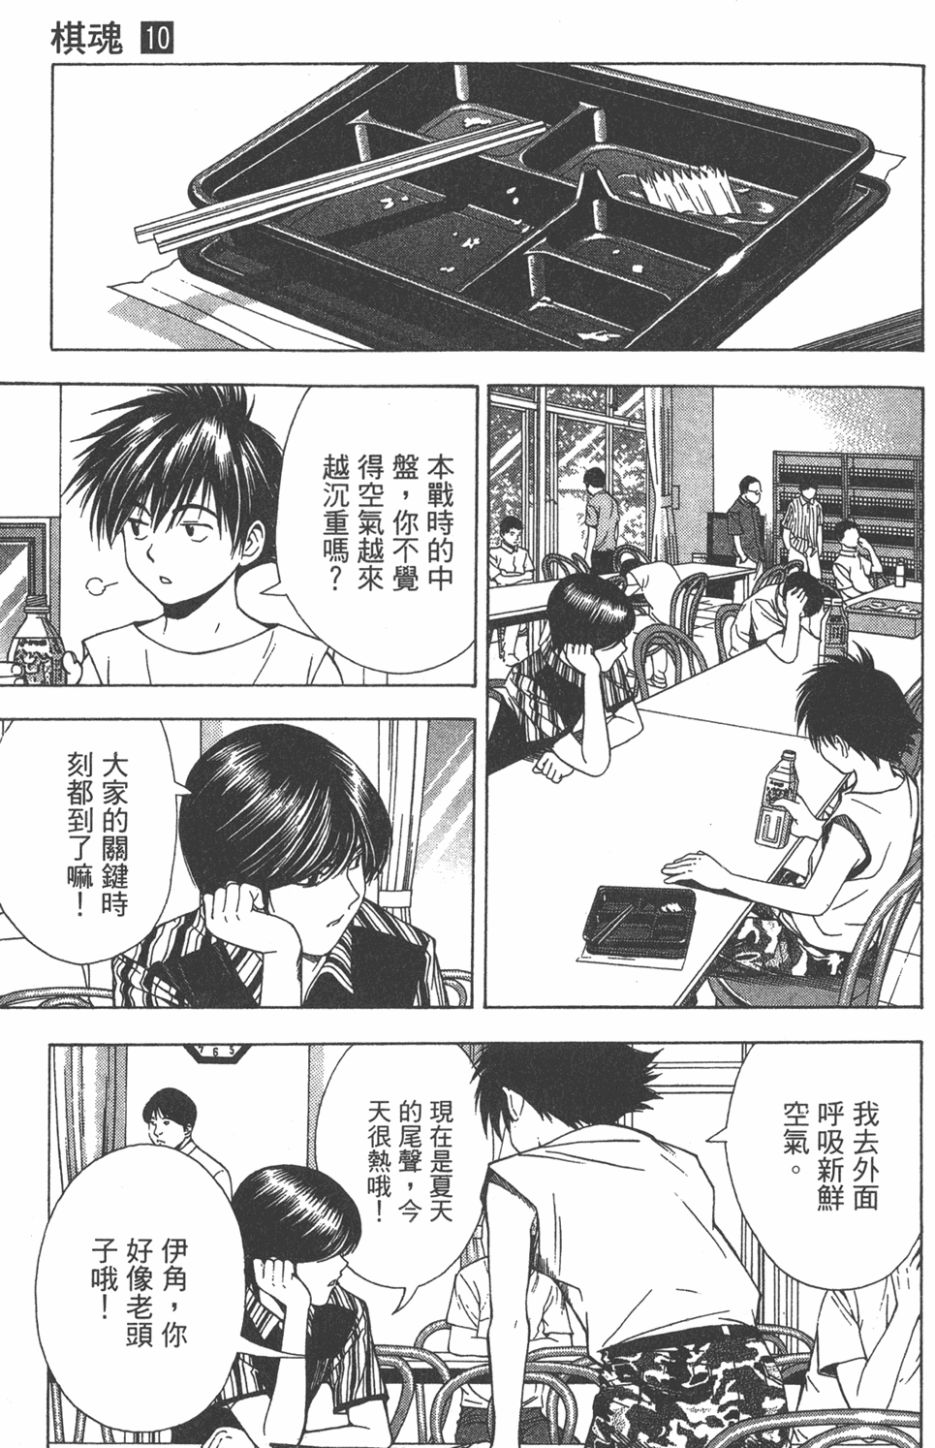 棋魂 10
本戰時的中
盤，你不覺
得空氣越來
越沉重嗎？
大家的關鍵時
刻都到了嘛！
我去外面
呼吸新鮮
空氣。
現在是夏天
的尾聲，今
天很熱哦！
伊角，你
好像老頭
子哦！
7 6 5